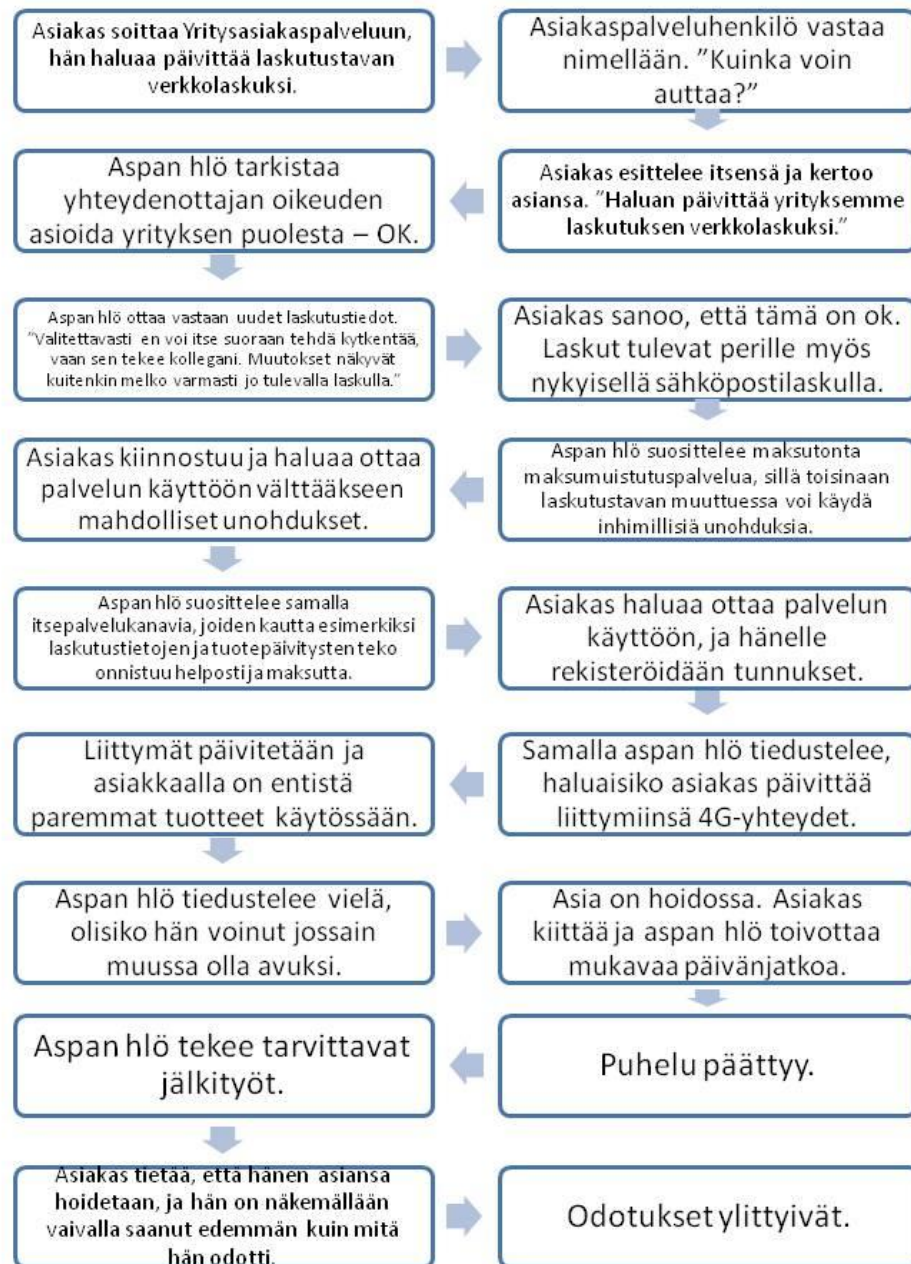 Asiakas soittaa Yritysasiakaspalveluun,
hän haluaa päivittää laskutustavan
verkkolaskuksi.
Asiakaspalveluhenkilö vastaa
nimellään. ”Kuinka voin
auttaa?”
Asiakas esittelee itsensä ja kertoo
asiansa. ”Haluan päivittää yrityksemme
laskutuksen verkkolaskuksi.”
Aspan hlö tarkistaa
yhteydenottajan oikeuden
asioida yrityksen puolesta – OK.
Aspan hlö ottaa vastaan uudet laskutustiedot.
”Valitettavasti en voi itse suoraan tehdä kytkentää,
vaan sen tekee kollegani. Muutokset näkyvät
kuitenkin melko varmasti jo tulevalla laskulla.”
Asiakas sanoo, että tämä on ok.
Laskut tulevat perille myös
nykyisellä sähköpostilaskulla.
Aspan hlö suosittelee maksutonta
maksumuistutuspalvelua, sillä toisinaan
laskutustavan muuttuessa voi käydä
inhimillisiä unohduksia.
Asiakas kiinnostuu ja haluaa ottaa
palvelun käyttöön välttääkseen
mahdolliset unohdukset.
Aspan hlö suosittelee samalla
itsepalvelukanavia, joiden kautta esimerkiksi
laskutustietojen ja tuotepäivitysten teko
onnistuu helposti ja maksutta.
Asiakas haluaa ottaa palvelun
käyttöön, ja hänelle
rekisteröidään tunnukset.
Samalla aspan hlö tiedustelee,
haluaisiko asiakas päivittää
liittymiinsä 4G-yhteydet.
Liittymät päivitetään ja
asiakkaalla on entistä
paremmat tuotteet käytössään.
Aspan hlö tiedustelee vielä,
olisiko hän voinut jossain
muussa olla avuksi.
Asia on hoidossa. Asiakas
kiittää ja aspan hlö toivottaa
mukavaa päivänjatkoa.
Puhelu päättyy.
Aspan hlö tekee tarvittavat
jälkityöt.
Asiakas tietää, että hänen asiansa
hoidetaan, ja hän on näkemällään
vaivalla saanut edemmän kuin mitä
hän odotti.
Odotukset ylittyivät.